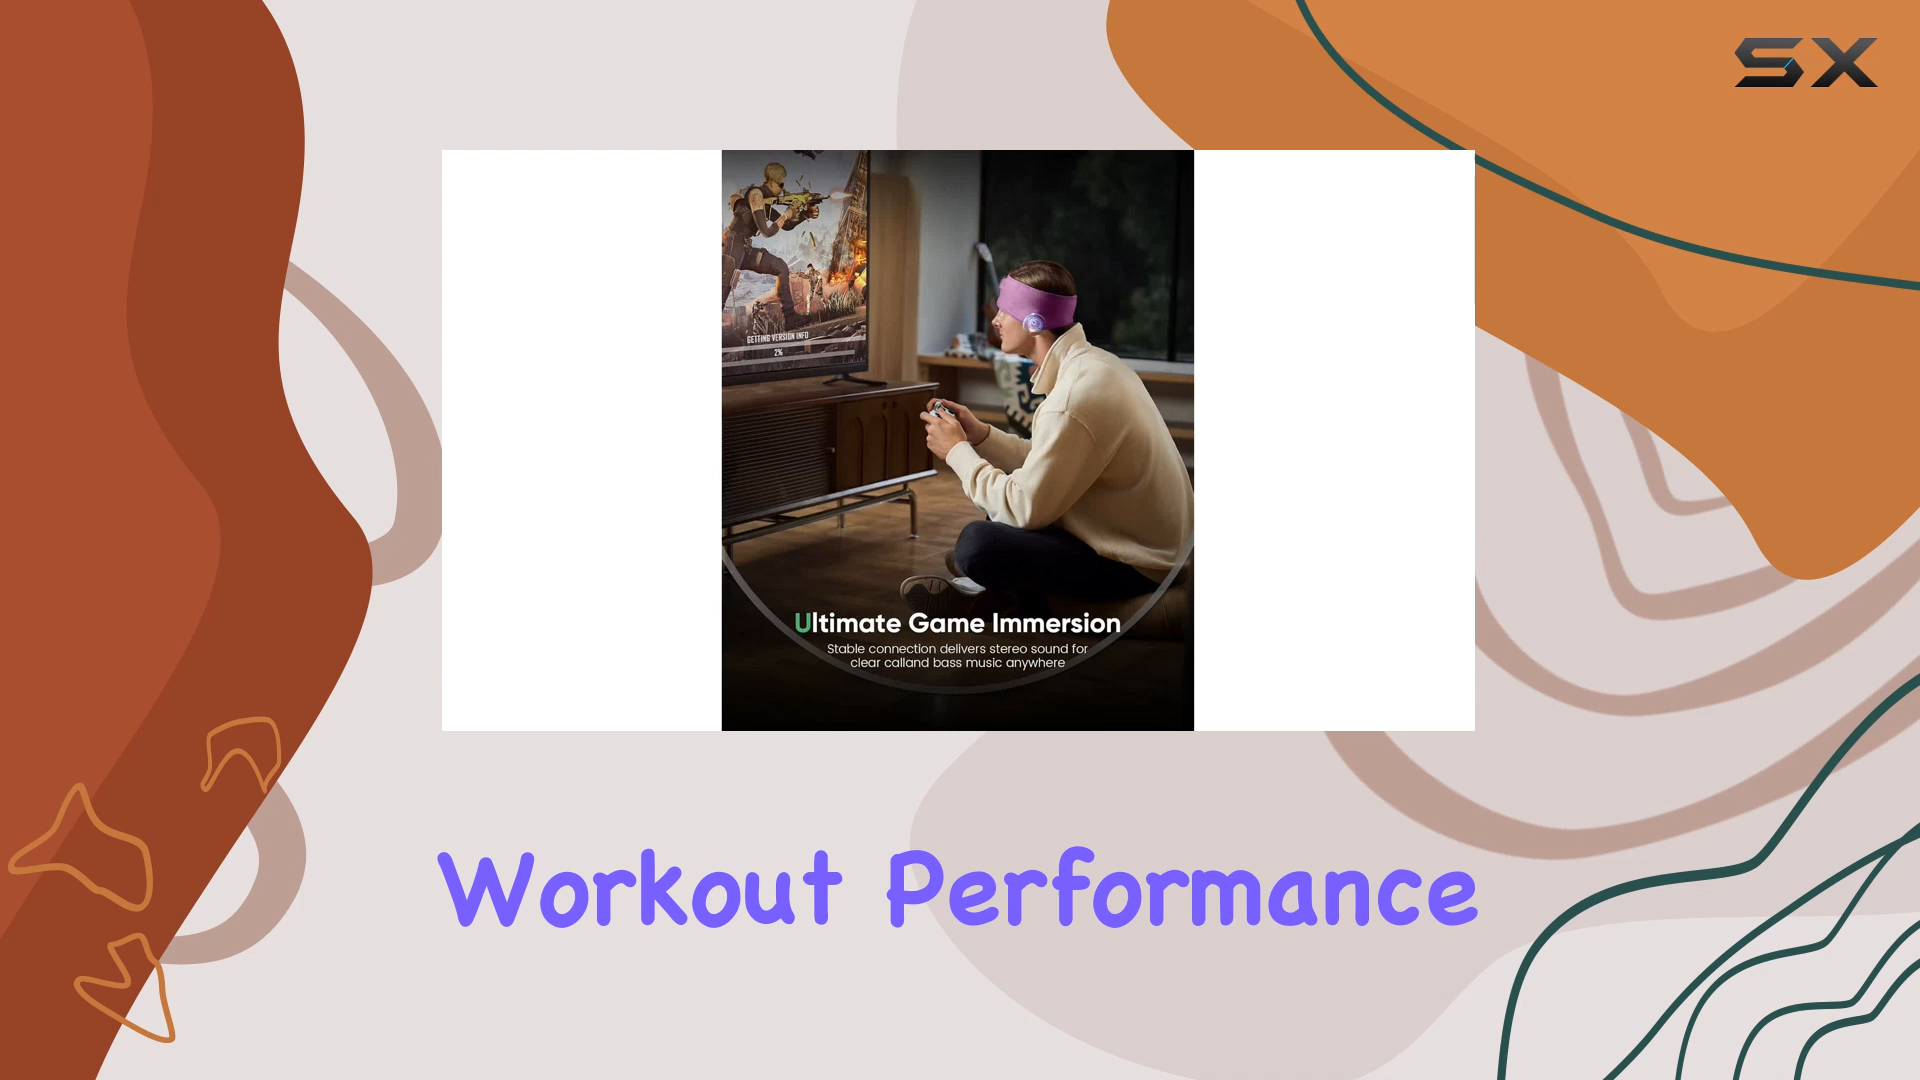 SX
GETTING VERSION INFO
2%
Ultimate Game Immersion
Stable connection delivers stereo sound for
clear calland bass music anywhere
Workout Performance